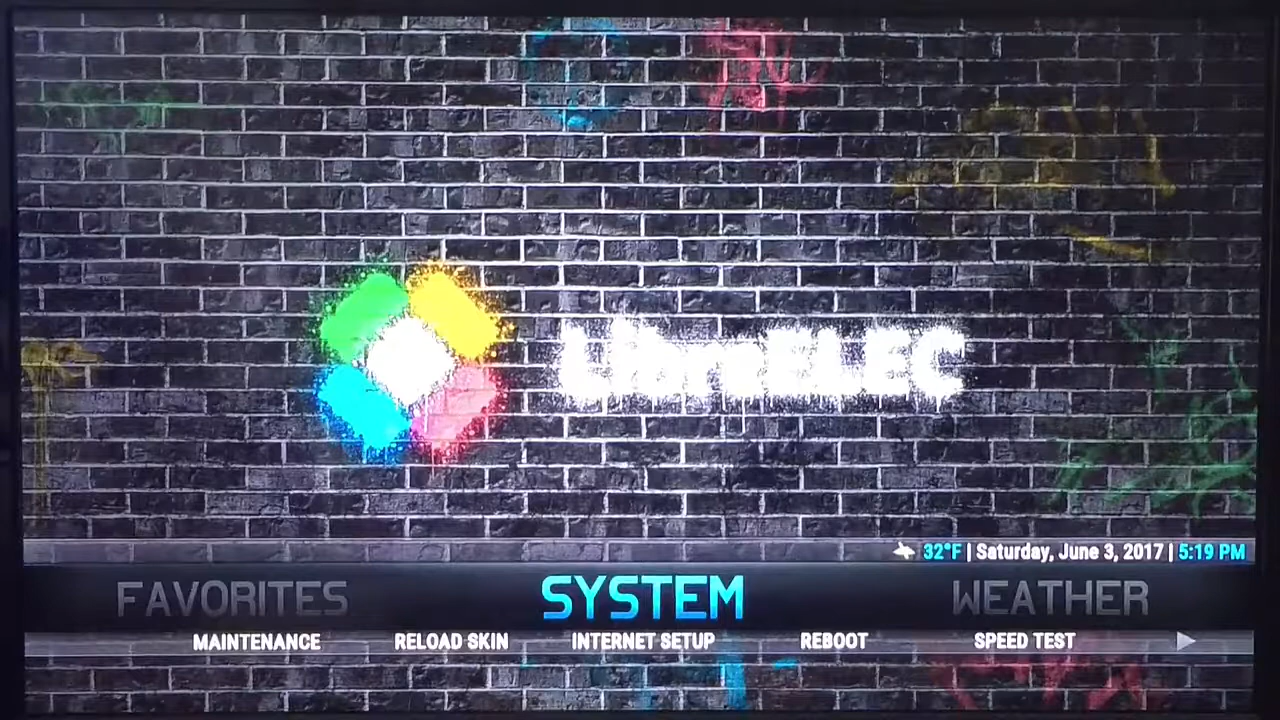 LibreELEC
32°F | Saturday, June 3, 2017 | 5:19 PM
FAVORITES SYSTEM WEATHER
MAINTENANCE RELOAD SKIN INTERNET SETUP REBOOT SPEED TEST